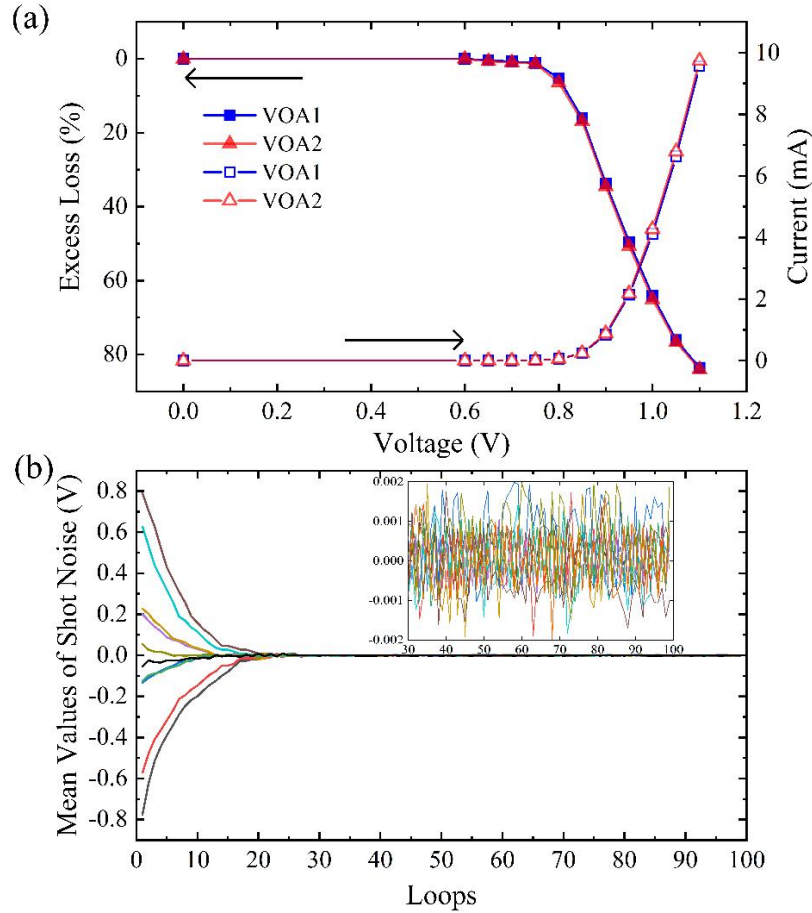 (a)
0
20
40
60
80
Excess Loss (%)
VOA1
VOA2
VOA1
VOA2
10
8
6
4
2
0
Current (mA)
0.0 0.2 0.4 0.6 0.8 1.0 1.2
Voltage (V)
(b)
0.8
0.6
0.4
0.2
0.0
-0.2
-0.4
-0.6
-0.8
Mean Values of Shot Noise (V)
0.002
0.001
0.000
-0.001
-0.002
30 40 50 60 70 80 90 100
0 10 20 30 40 50 60 70 80 90 100
Loops